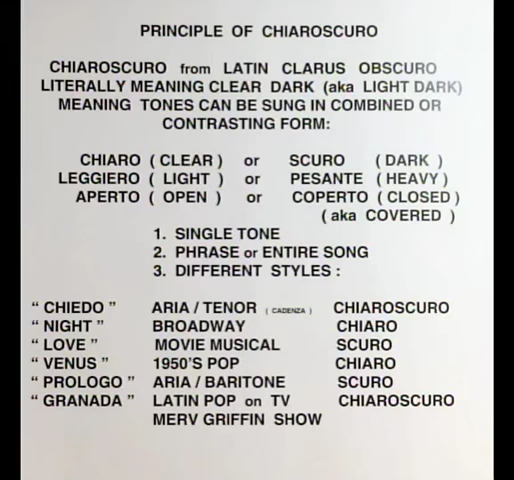 PRINCIPLE OF CHIAROSCURO
CHIAROSCURO from LATIN CLARUS OBSCURO
LITERALLY MEANING CLEAR DARK (aka LIGHT DARK)
MEANING TONES CAN BE SUNG IN COMBINED OR
CONTRASTING FORM:
CHIARO ( CLEAR ) or SCURO ( DARK )
LEGGIERO ( LIGHT ) or PESANTE ( HEAVY )
APERTO ( OPEN ) or COPERTO ( CLOSED )
( aka COVERED )
1. SINGLE TONE
2. PHRASE or ENTIRE SONG
3. DIFFERENT STYLES :
“ CHIEDO ” ARIA / TENOR ( CADENZA ) CHIAROSCURO
“ NIGHT ” BROADWAY CHIARO
“ LOVE ” MOVIE MUSICAL SCURO
“ VENUS ” 1950'S POP CHIARO
“ PROLOGO ” ARIA / BARITONE SCURO
“ GRANADA ” LATIN POP on TV CHIAROSCURO
MERV GRIFFIN SHOW